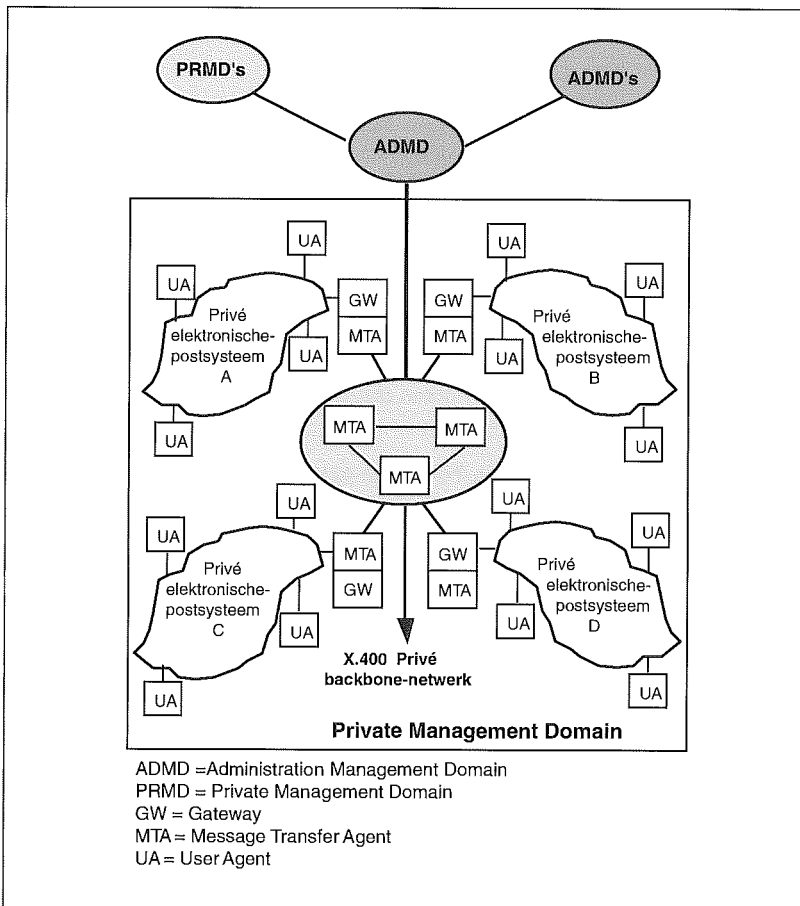 PRMD's
ADMD's
ADMD
UA
UA
UA
UA
Privé
elektronische-
postsysteem
A
GW
MTA
UA
UA
UA
UA
Privé
elektronische-
postsysteem
B
GW
MTA
MTA
MTA
MTA
UA
UA
UA
UA
Privé
elektronische-
postsysteem
C
MTA
GW
UA
UA
UA
UA
Privé
elektronische-
postsysteem
D
GW
MTA
X.400 Privé
backbone-netwerk
Private Management Domain
ADMD =Administration Management Domain
PRMD = Private Management Domain
GW = Gateway
MTA = Message Transfer Agent
UA = User Agent